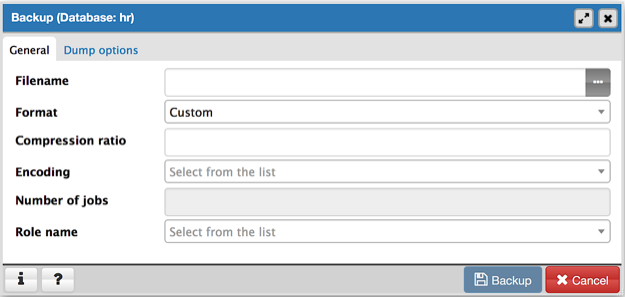 Backup (Database: hr)
General Dump options
Filename
Format Custom
Compression ratio
Encoding Select from the list
Number of jobs
Role name Select from the list
i ? Backup Cancel